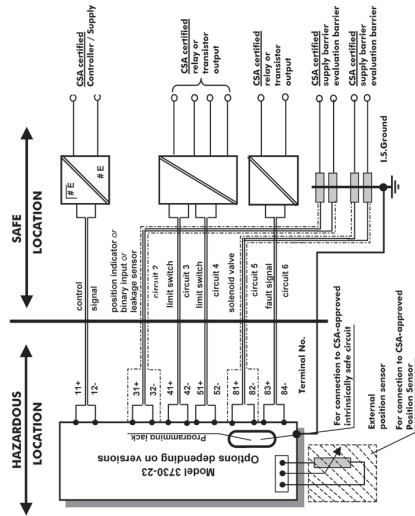 HAZARDOUS
LOCATION
SAFE
LOCATION
Model 3730-23
Options depending on versions
Programming jack
11+
12-
31+
32-
41+
42-
51+
52-
81+
82-
83+
84-
Terminal No.
control
signal
position indicator or
binary input or
leakage sensor
circuit 2
limit switch
circuit 3
limit switch
circuit 4
solenoid valve
circuit 5
fault signal
circuit 6
# E
# E
CSA certified
Controller / Supply
CSA certified
relay or
transistor
output
CSA certified
relay or
transistor
output
CSA certified
supply barrier
evaluation barrier
CSA certified
supply barrier
evaluation barrier
I.S.Ground
For connection to CSA-approved
intrinsically safe circuit
External
position sensor
For connection to CSA-approved
Position Sensor